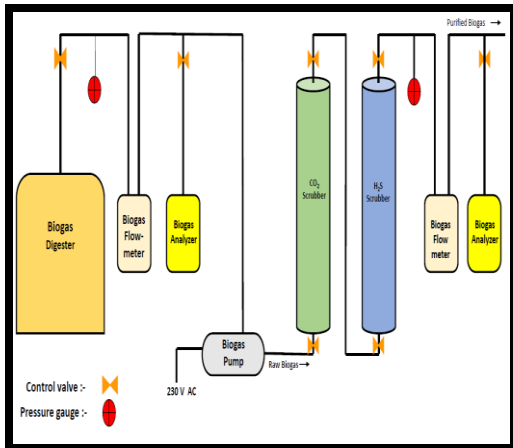 Purified Biogas →
CO₂
Scrubber
H₂S
Scrubber
Biogas
Digester
Biogas
Flow-
meter
Biogas
Analyzer
Biogas
Flow
meter
Biogas
Analyzer
Biogas
Pump
Raw Biogas→
230 V AC
Control valve :-
Pressure gauge :-